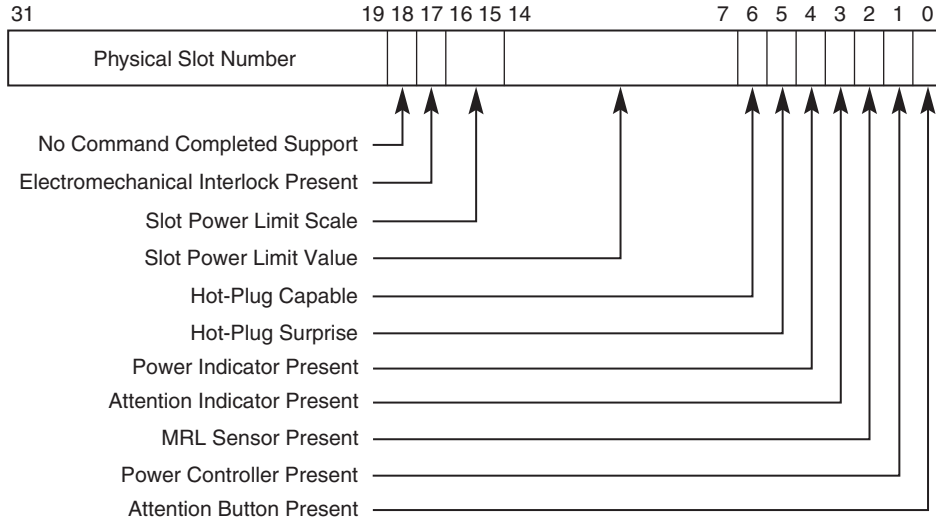 31 19 18 17 16 15 14 7 6 5 4 3 2 1 0
Physical Slot Number
No Command Completed Support
Electromechanical Interlock Present
Slot Power Limit Scale
Slot Power Limit Value
Hot-Plug Capable
Hot-Plug Surprise
Power Indicator Present
Attention Indicator Present
MRL Sensor Present
Power Controller Present
Attention Button Present